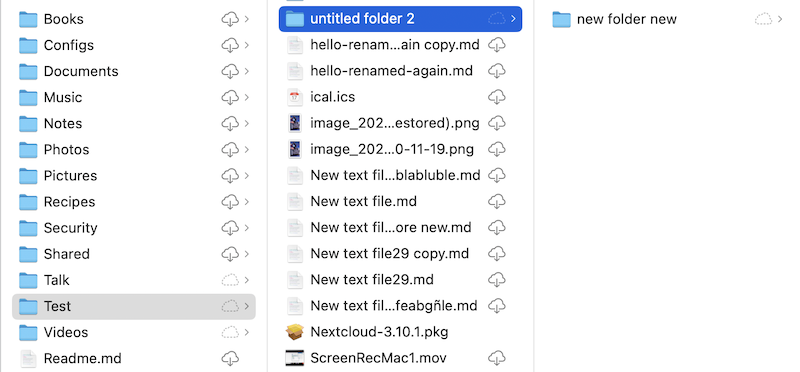 Books
Configs
Documents
Music
Notes
Photos
Pictures
Recipes
Security
Shared
Talk
Test
Videos
Readme.md
untitled folder 2
hello-renam...ain copy.md
hello-renamed-again.md
ical.ics
image_202...estored).png
image_202...0-11-19.png
New text fil...blabluble.md
New text file.md
New text fil...ore new.md
New text file29 copy.md
New text file29.md
New text fil...feabgñle.md
Nextcloud-3.10.1.pkg
ScreenRecMac1.mov
new folder new